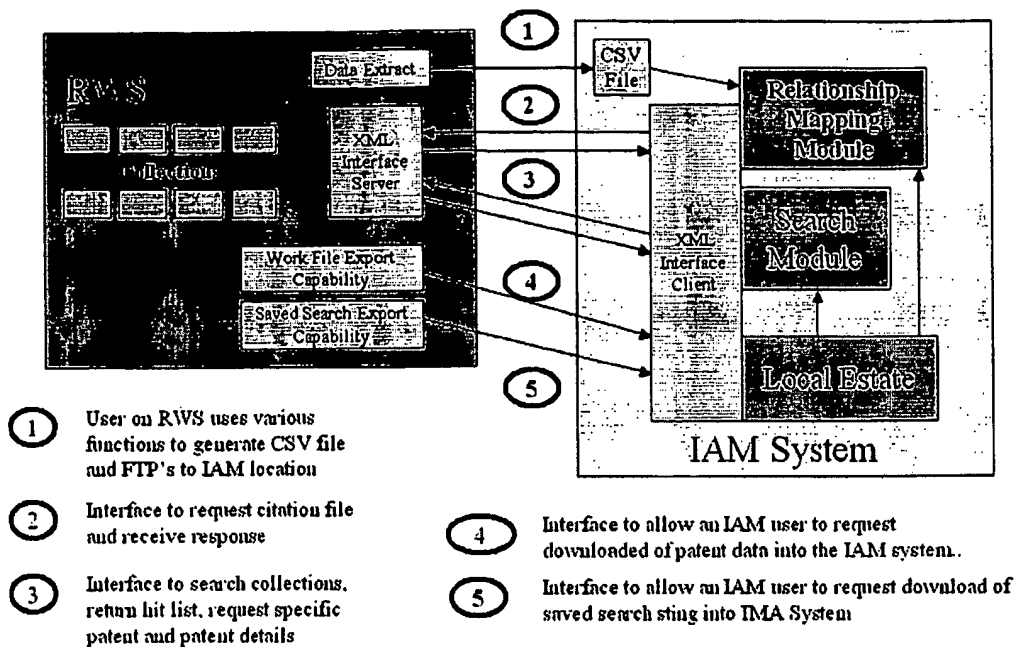 RWS
Data Extract
Collections
XML
Interface
Server
Work File Export
Capability
Saved Search Export
Capability
1
2
3
4
5
CSV
File
Relationship
Mapping
Module
XML
Interface
Client
Search
Module
Local Estate
IAM System
1
User on RWS uses various
functions to generate CSV file
and FTP's to IAM location
2
Interface to request citation file
and receive response
3
Interface to search collections,
return hit list, request specific
patent and patent details
4
Interface to allow an IAM user to request
downloaded of patent data into the IAM system..
5
Interface to allow an IAM user to request download of
saved search sting into IMA System